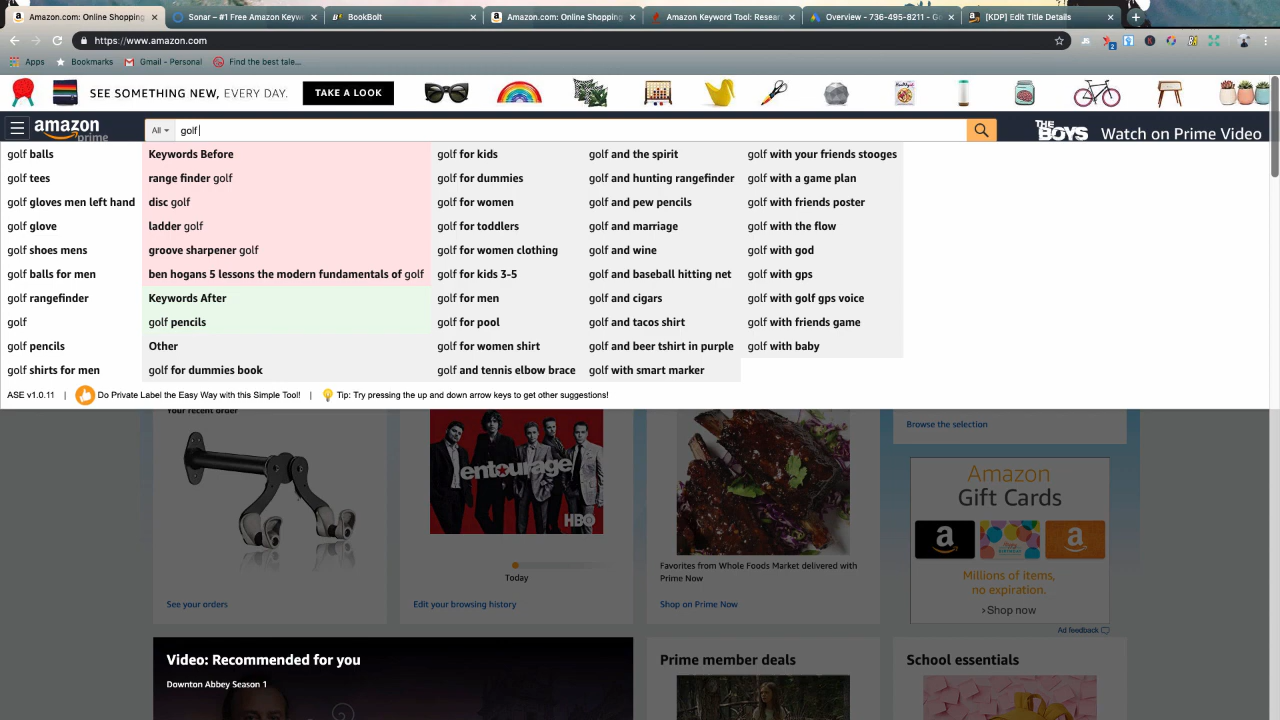 Amazon.com: Online Shopping
Sonar – #1 Free Amazon Keyw
BookBolt
Amazon.com: Online Shopping
Amazon Keyword Tool: Resear
Overview - 736-495-8211 - G
[KDP] Edit Title Details
https://www.amazon.com
Apps
Bookmarks
Gmail - Personal
Find the best tale...
SEE SOMETHING NEW, EVERY DAY.
TAKE A LOOK
amazon
prime
All
golf
THE BOYS
Watch on Prime Video
golf balls
golf tees
golf gloves men left hand
golf glove
golf shoes mens
golf balls for men
golf rangefinder
golf
golf pencils
golf shirts for men
Keywords Before
range finder golf
disc golf
ladder golf
groove sharpener golf
ben hogans 5 lessons the modern fundamentals of golf
Keywords After
golf pencils
Other
golf for dummies book
golf for kids
golf for dummies
golf for women
golf for toddlers
golf for women clothing
golf for kids 3-5
golf for men
golf for pool
golf for women shirt
golf and tennis elbow brace
golf and the spirit
golf and hunting rangefinder
golf and pew pencils
golf and marriage
golf and wine
golf and baseball hitting net
golf and cigars
golf and tacos shirt
golf and beer tshirt in purple
golf with smart marker
golf with your friends stooges
golf with a game plan
golf with friends poster
golf with the flow
golf with god
golf with gps
golf with golf gps voice
golf with friends game
golf with baby
ASE v1.0.11 | Do Private Label the Easy Way with this Simple Tool! | Tip: Try pressing the up and down arrow keys to get other suggestions!
Your recent order
See your orders
entourage
HBO
Today
Edit your browsing history
Favorites from Whole Foods Market delivered with
Prime Now
Shop on Prime Now
Browse the selection
Amazon
Gift Cards
Millions of items,
no expiration.
›Shop now
Ad feedback
Video: Recommended for you
Downton Abbey Season 1
Prime member deals
School essentials